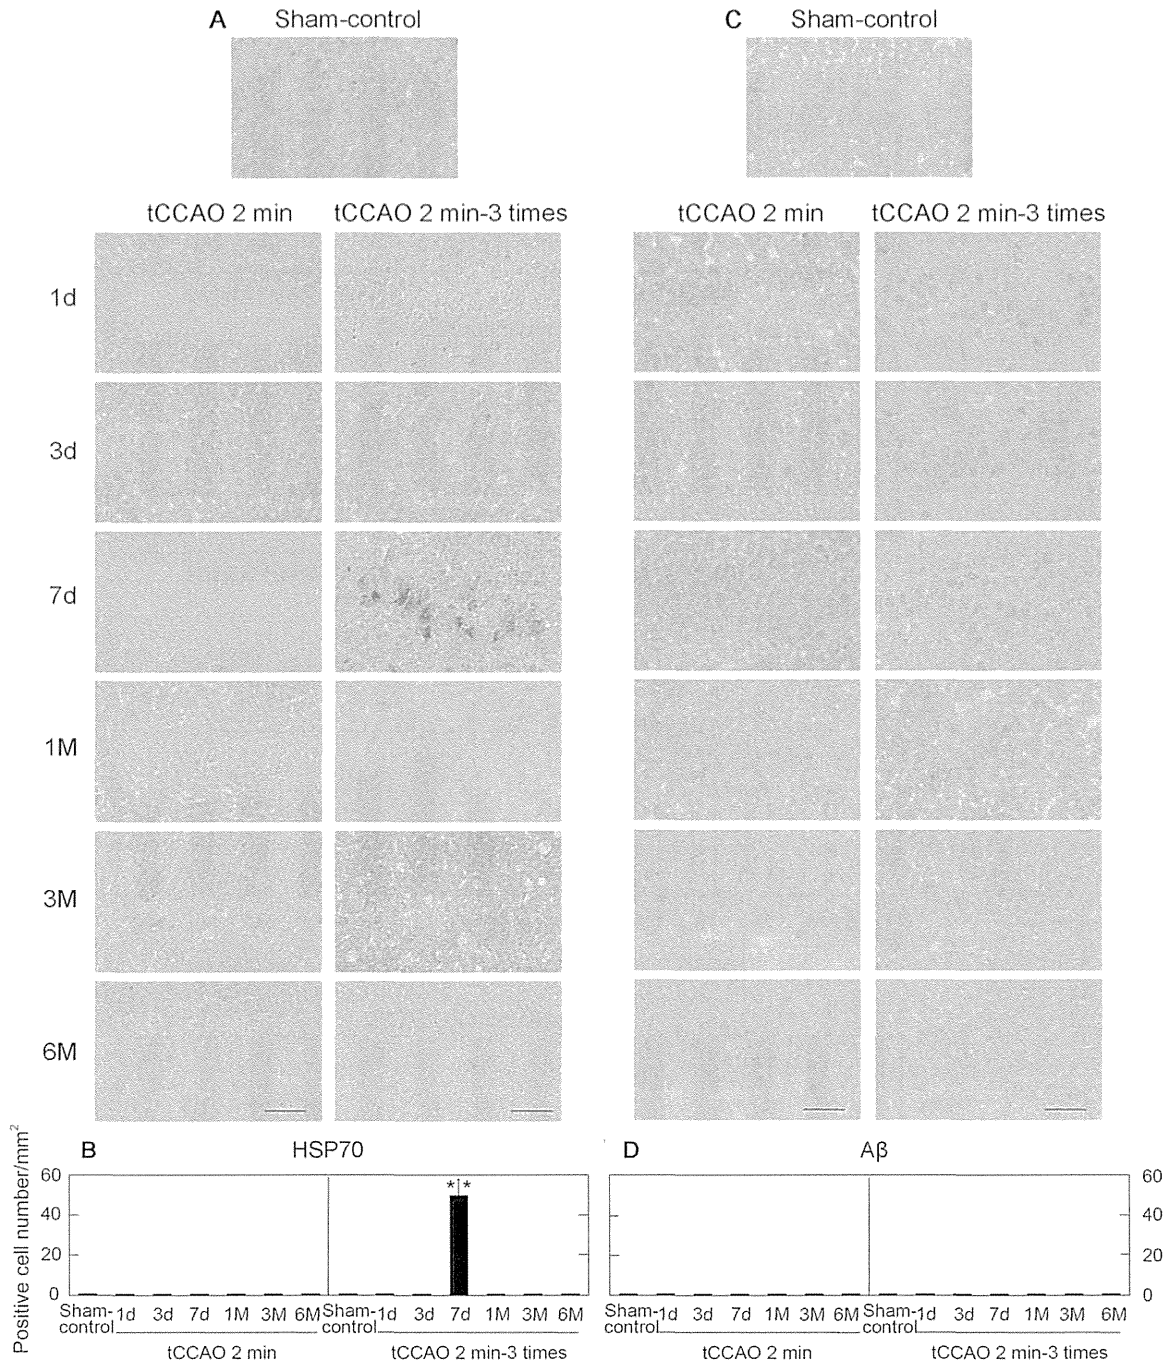 A Sham-control
C Sham-control
tCCAO 2 min tCCAO 2 min-3 times
tCCAO 2 min tCCAO 2 min-3 times
1d
3d
7d
1M
3M
6M
B HSP70
Positive cell number/mm²
60
40
20
0
**
Sham-control 1d 3d 7d 1M 3M 6M Sham-control 1d 3d 7d 1M 3M 6M
tCCAO 2 min tCCAO 2 min-3 times
D Aβ
60
40
20
0
Sham-control 1d 3d 7d 1M 3M 6M Sham-control 1d 3d 7d 1M 3M 6M
tCCAO 2 min tCCAO 2 min-3 times